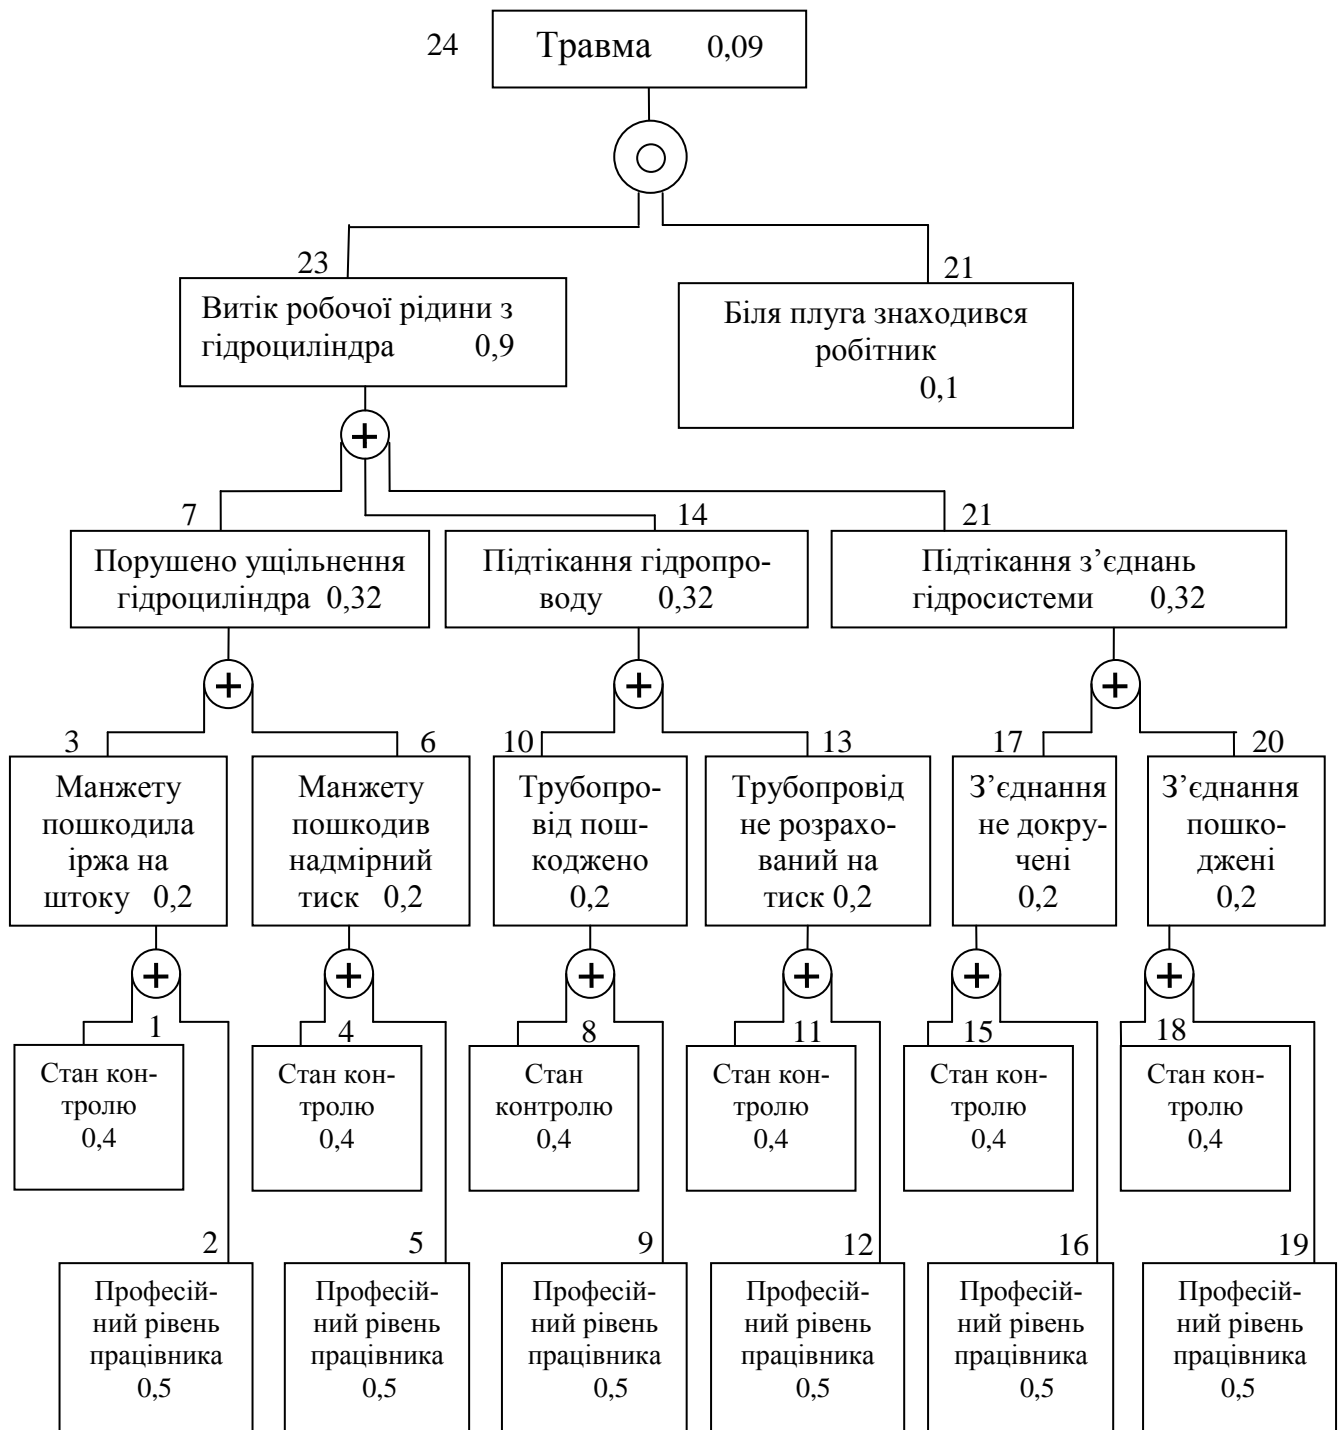 24
Травма 0,09
23
Витік робочої рідини з
гідроциліндра 0,9
21
Біля плуга знаходився
робітник
0,1
+
7
Порушено ущільнення
гідроциліндра 0,32
14
Підтікання гідропро-
воду 0,32
21
Підтікання з’єднань
гідросистеми 0,32
+
+
+
3
Манжету
пошкодила
іржа на
штоку 0,2
6
Манжету
пошкодив
надмірний
тиск 0,2
10
Трубопро-
від пош-
коджено
0,2
13
Трубопровід
не розрахо-
ваний на
тиск 0,2
17
З’єднання
не докру-
чені
0,2
20
З’єднання
пошко-
джені
0,2
+
+
+
+
+
+
1
Стан кон-
тролю
0,4
4
Стан кон-
тролю
0,4
8
Стан
контролю
0,4
11
Стан кон-
тролю
0,4
15
Стан кон-
тролю
0,4
18
Стан кон-
тролю
0,4
2
Професій-
ний рівень
працівника
0,5
5
Професій-
ний рівень
працівника
0,5
9
Професій-
ний рівень
працівника
0,5
12
Професій-
ний рівень
працівника
0,5
16
Професій-
ний рівень
працівника
0,5
19
Професій-
ний рівень
працівника
0,5